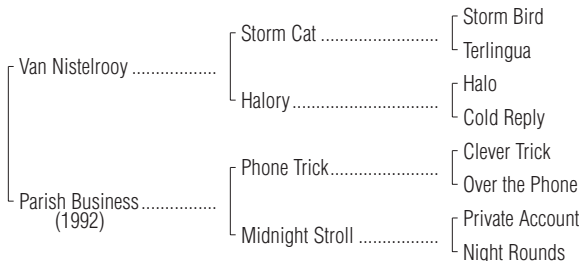 Storm Bird
Storm Cat ........................
Terlingua
Van Nistelrooy .................
Halo
Halory .............................
Cold Reply
Clever Trick
Phone Trick......................
Over the Phone
Parish Business ...............
(1992)
Private Account
Midnight Stroll ................
Night Rounds